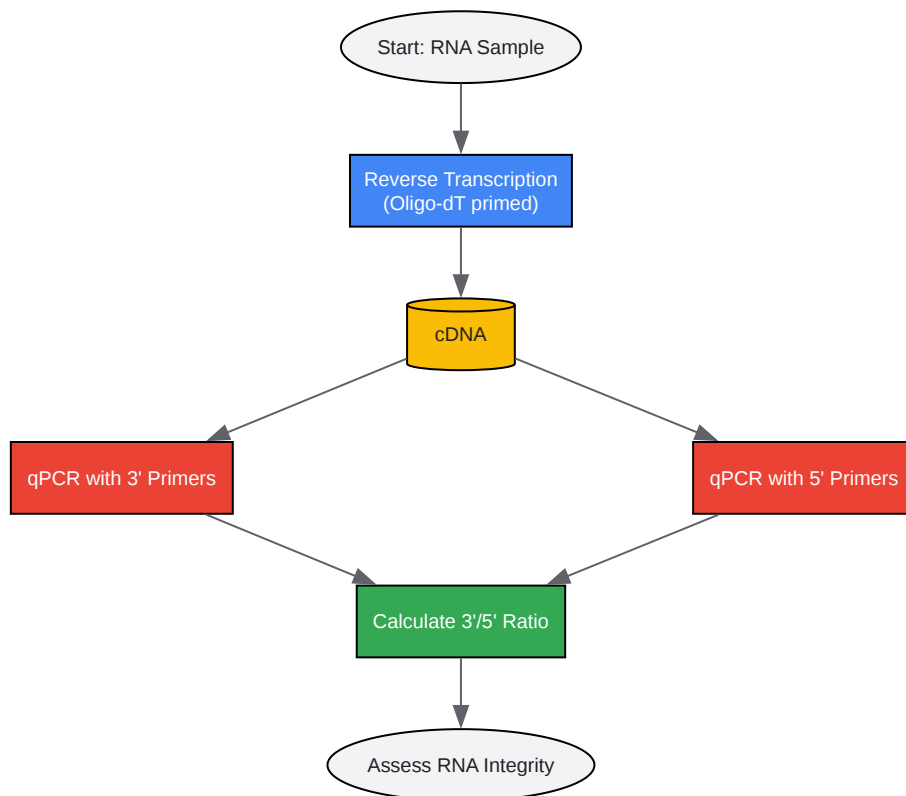 Start: RNA Sample
Reverse Transcription
(Oligo-dT primed)
cDNA
qPCR with 3' Primers
qPCR with 5' Primers
Calculate 3'/5' Ratio
Assess RNA Integrity